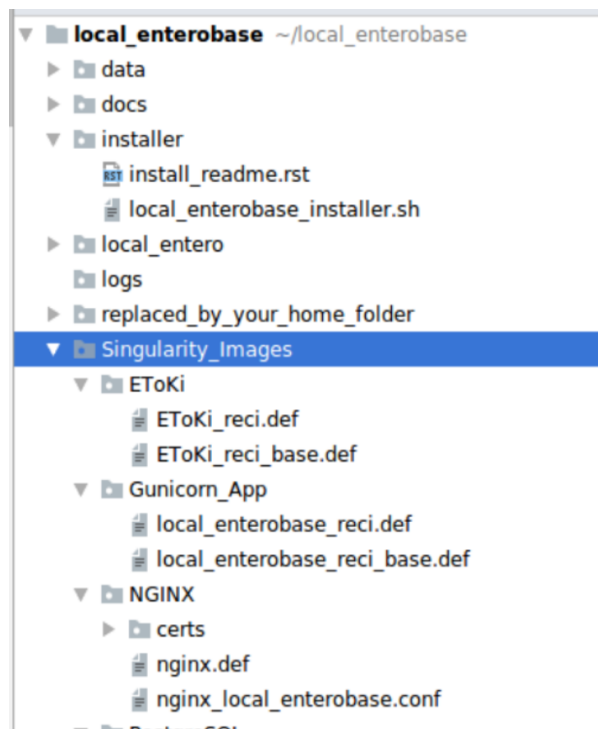 local_enterobase ~/local_enterobase
data
docs
installer
install_readme.rst
local_enterobase_installer.sh
local_entero
logs
replaced_by_your_home_folder
Singularity_Images
EToKi
EToKi_reci.def
EToKi_reci_base.def
Gunicorn_App
local_enterobase_reci.def
local_enterobase_reci_base.def
NGINX
certs
nginx.def
nginx_local_enterobase.conf